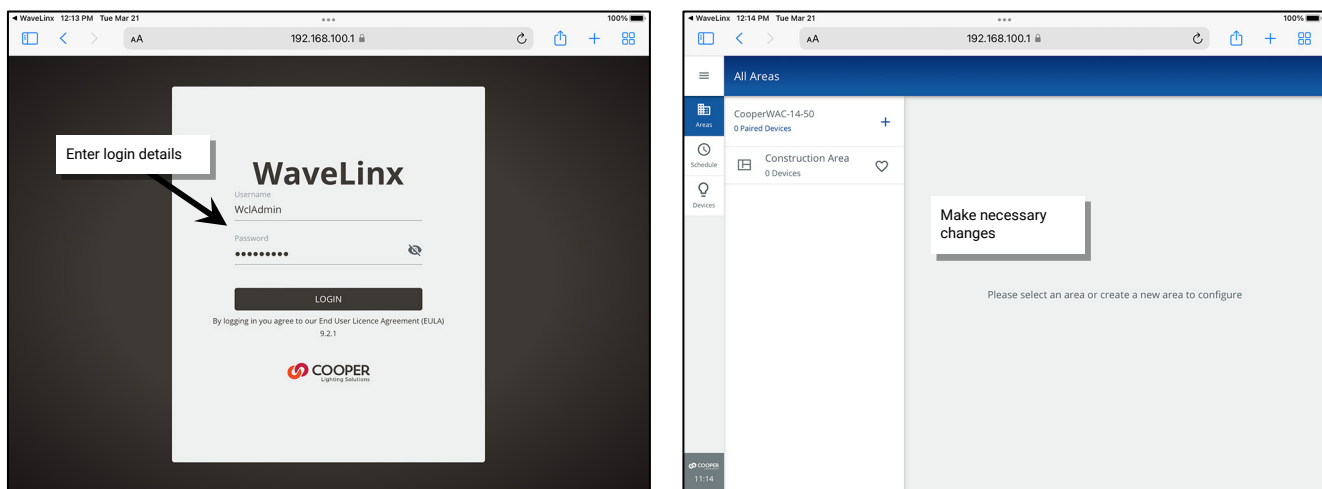 WaveLinx 12:13 PM Tue Mar 21
100%
AA
192.168.100.1
Enter login details
WaveLinx
Username
WclAdmin
Password
LOGIN
By logging in you agree to our End User Licence Agreement (EULA)
9.2.1
COOPER
Lighting Solutions
WaveLinx 12:14 PM Tue Mar 21
100%
AA
192.168.100.1
All Areas
Areas
Schedule
Devices
CooperWAC-14-50
0 Paired Devices
Construction Area
0 Devices
Make necessary
changes
Please select an area or create a new area to configure
COOPER
11:14